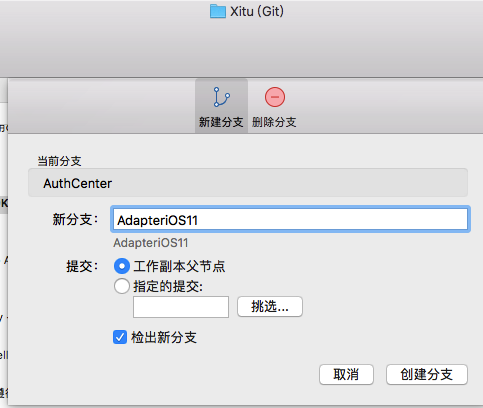 Xitu (Git)
新建分支 删除分支
当前分支
AuthCenter
新分支: AdapteriOS11
AdapteriOS11
提交: 工作副本父节点
指定的提交:
挑选...
检出新分支
取消 创建分支